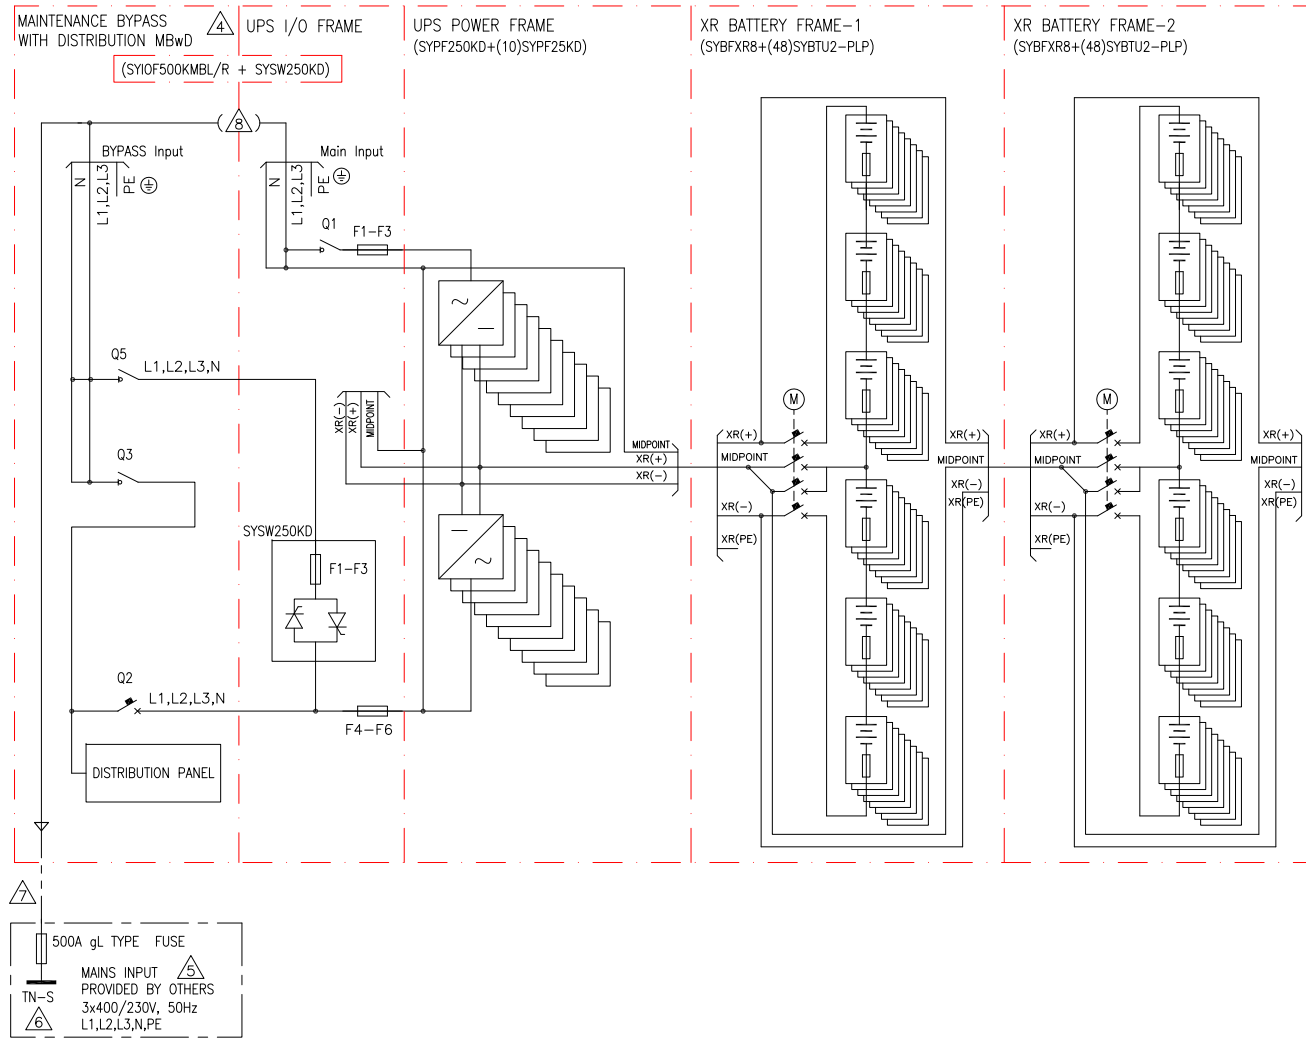 MAINTENANCE BYPASS
WITH DISTRIBUTION MBwD
4
UPS I/O FRAME
(SYIOF500KMBL/R + SYSW250KD)
UPS POWER FRAME
(SYPF250KD+(10)SYPF25KD)
XR BATTERY FRAME-1
(SYBFXR8+(48)SYBTU2-PLP)
XR BATTERY FRAME-2
(SYBFXR8+(48)SYBTU2-PLP)
( 8 )
BYPASS Input
N
L1,L2,L3
PE
Main Input
N
L1,L2,L3
PE
Q1
F1-F3
~
Q5
L1,L2,L3,N
XR(-)
XR(+)
MIDPOINT
Q3
MIDPOINT
XR(+)
XR(-)
M
XR(+)
MIDPOINT
XR(-)
XR(PE)
XR(+)
MIDPOINT
XR(-)
XR(PE)
M
XR(+)
MIDPOINT
XR(-)
XR(PE)
XR(+)
MIDPOINT
XR(-)
XR(PE)
SYSW250KD
F1-F3
~
Q2
L1,L2,L3,N
F4-F6
DISTRIBUTION PANEL
7
500A gL TYPE FUSE
MAINS INPUT 5
PROVIDED BY OTHERS
TN-S
3x400/230V, 50Hz
6
L1,L2,L3,N,PE